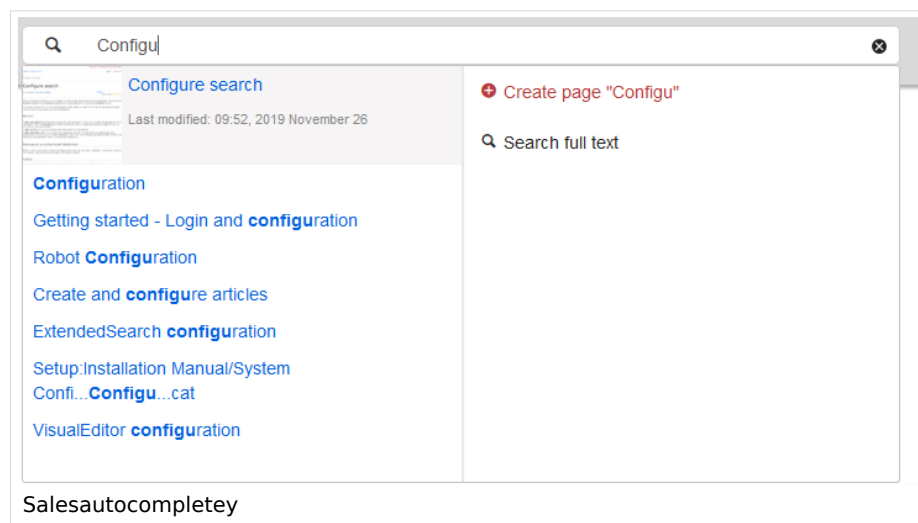 Configu
Configure search
Last modified: 09:52, 2019 November 26
Configuration
Getting started - Login and configuration
Robot Configuration
Create and configure articles
ExtendedSearch configuration
Setup:Installation Manual/System
Confi...Configu...cat
VisualEditor configuration
Create page "Configu"
Search full text
Salesautocompletey